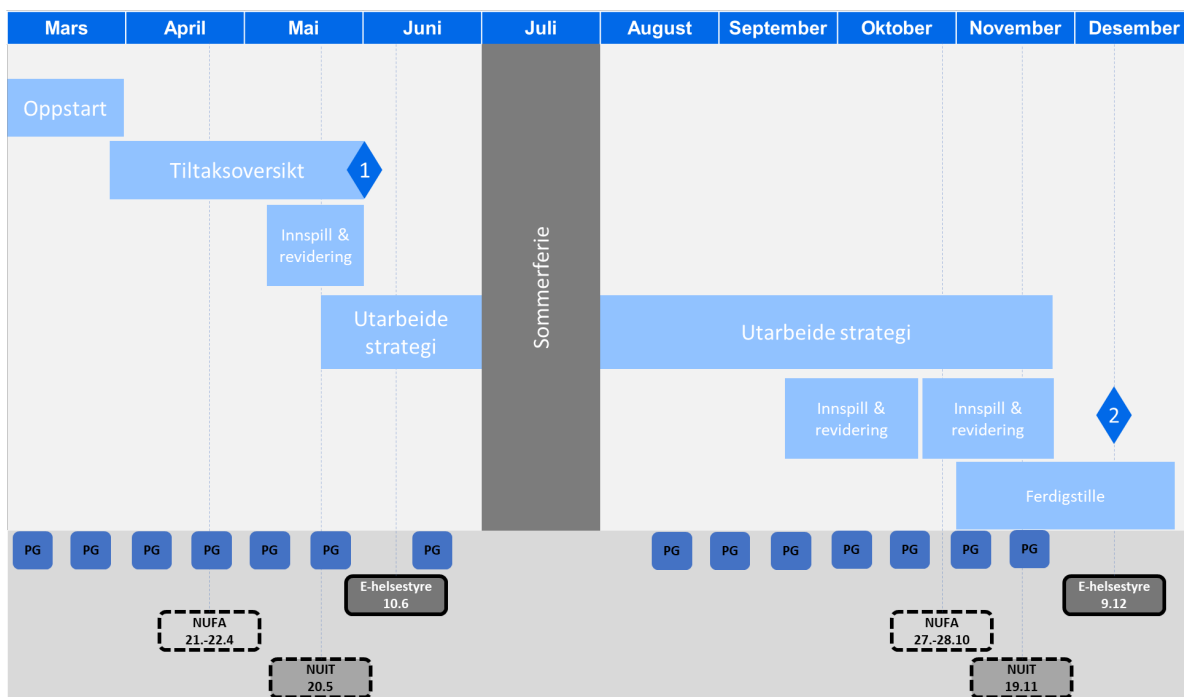 Mars April Mai Juni Juli August September Oktober November Desember
Oppstart
Tiltaksoversikt 1
Innspill &
revidering
Sommerferie
Utarbeide
strategi
Utarbeide strategi
Innspill &
revidering
Innspill &
revidering
2
Ferdigstille
PG PG PG PG PG PG PG PG PG PG PG PG PG PG
E-helsestyre
10.6
E-helsestyre
9.12
NUFA
21.-22.4
NUFA
27.-28.10
NUIT
20.5
NUIT
19.11